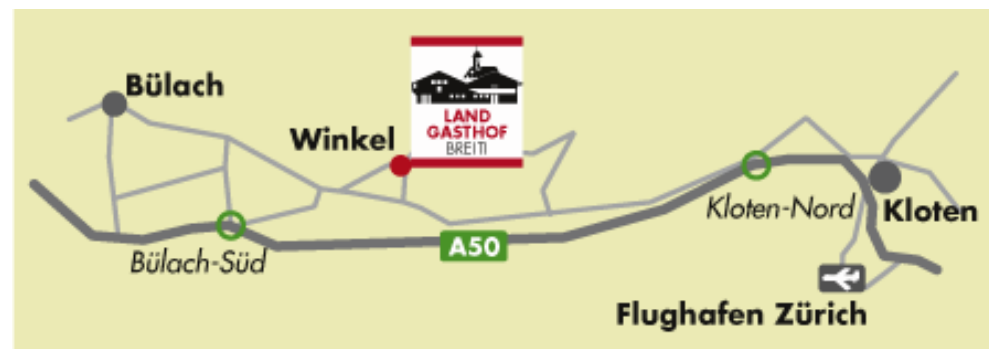 Bülach
Winkel
LAND
GASTHOF
BREITI
Kloten-Nord
Kloten
A50
Bülach-Süd
Flughafen Zürich